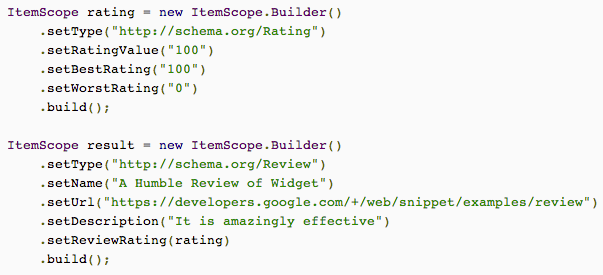 ItemScope rating = new ItemScope.Builder()
    .setType("http://schema.org/Rating")
    .setRatingValue("100")
    .setBestRating("100")
    .setWorstRating("0")
    .build();

ItemScope result = new ItemScope.Builder()
    .setType("http://schema.org/Review")
    .setName("A Humble Review of Widget")
    .setUrl("https://developers.google.com/+/web/snippet/examples/review")
    .setDescription("It is amazingly effective")
    .setReviewRating(rating)
    .build();